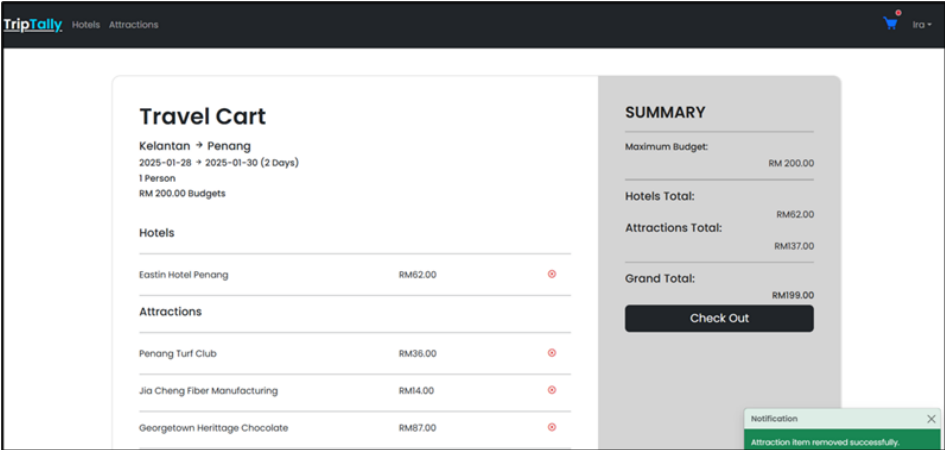 TripTally Hotels Attractions Ira
Travel Cart
Kelantan → Penang
2025-01-28 → 2025-01-30 (2 Days)
1 Person
RM 200.00 Budgets
Hotels
Eastin Hotel Penang RM62.00
Attractions
Penang Turf Club RM36.00
Jia Cheng Fiber Manufacturing RM14.00
Georgetown Herittage Chocolate RM87.00
SUMMARY
Maximum Budget:
RM 200.00
Hotels Total:
RM62.00
Attractions Total:
RM137.00
Grand Total:
RM199.00
Check Out
Notification
Attraction item removed successfully.